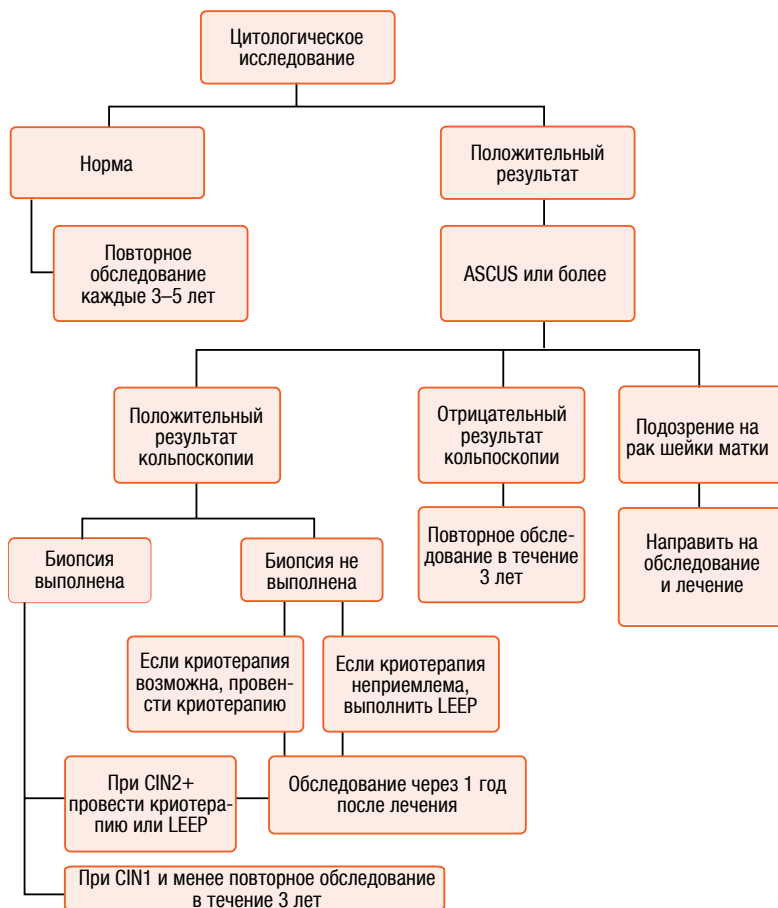 Цитологическое
исследование
Норма
Положительный
результат
Повторное
обследование
каждые 3–5 лет
ASCUS или более
Положительный
результат
кольпоскопии
Отрицательный
результат
кольпоскопии
Подозрение на
рак шейки матки
Биопсия
выполнена
Биопсия не
выполнена
Повторное обсле-
дование в течение
3 лет
Направить на
обследование
и лечение
Если криотерапия
возможна, провен-
сти криотерапию
Если криотерапия
неприемлема,
выполнить LEEP
При CIN2+
провести криотера-
пию или LEEP
Обследование через 1 год
после лечения
При CIN1 и менее повторное обследование
в течение 3 лет